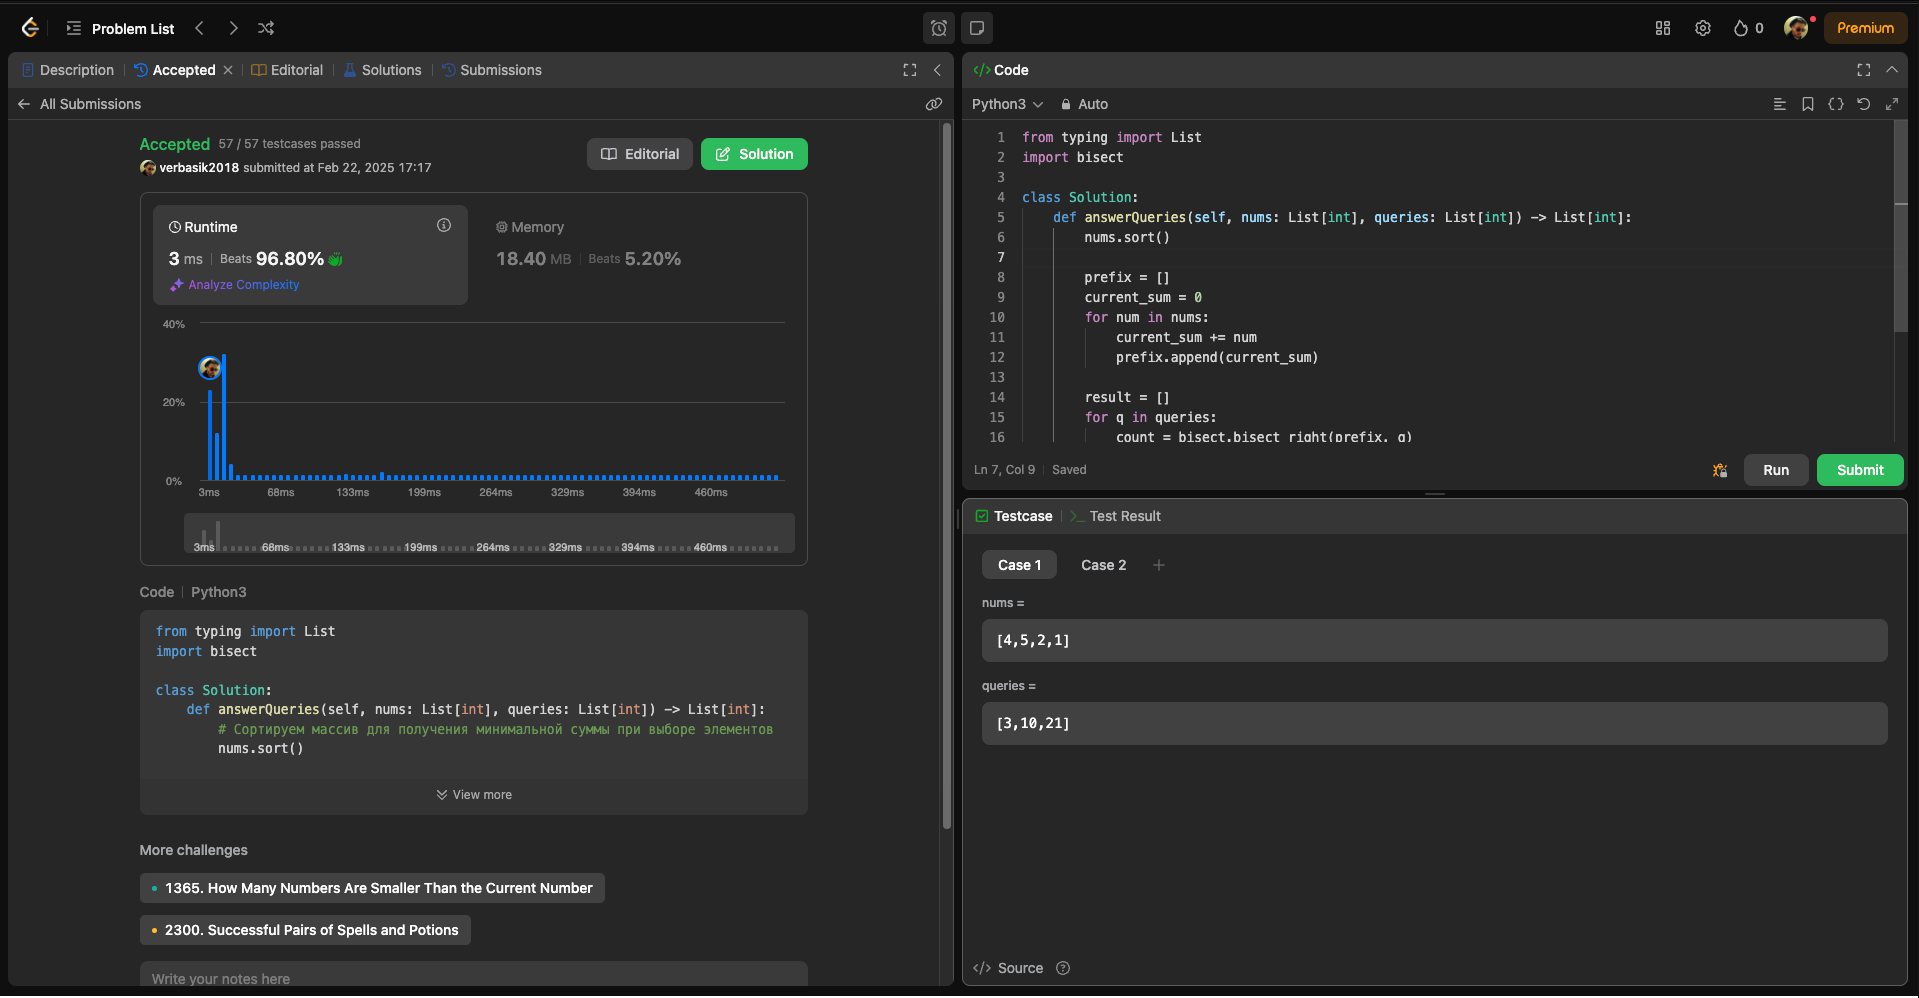 Problem List
0
Premium
Description
Accepted
Editorial
Solutions
Submissions
All Submissions
Accepted 57 / 57 testcases passed
verbasik2018 submitted at Feb 22, 2025 17:17
Editorial
Solution
Runtime
3 ms
Beats 96.80%
Analyze Complexity
Memory
18.40 MB
Beats 5.20%
40%
20%
0%
3ms 68ms 133ms 199ms 264ms 329ms 394ms 460ms
3ms 68ms 133ms 199ms 264ms 329ms 394ms 460ms
Code Python3
from typing import List
import bisect
class Solution:
def answerQueries(self, nums: List[int], queries: List[int]) -> List[int]:
# Сортируем массив для получения минимальной суммы при выборе элементов
nums.sort()
View more
More challenges
1365. How Many Numbers Are Smaller Than the Current Number
2300. Successful Pairs of Spells and Potions
Write your notes here
</> Code
Python3
Auto
1 from typing import List
2 import bisect
3
4 class Solution:
5 def answerQueries(self, nums: List[int], queries: List[int]) -> List[int]:
6 nums.sort()
7
8 prefix = []
9 current_sum = 0
10 for num in nums:
11 current_sum += num
12 prefix.append(current_sum)
13
14 result = []
15 for q in queries:
16 count = bisect.bisect_right(prefix, q)
Ln 7, Col 9 Saved
Run
Submit
Testcase
>_ Test Result
Case 1
Case 2
+
nums =
[4,5,2,1]
queries =
[3,10,21]
</> Source ?